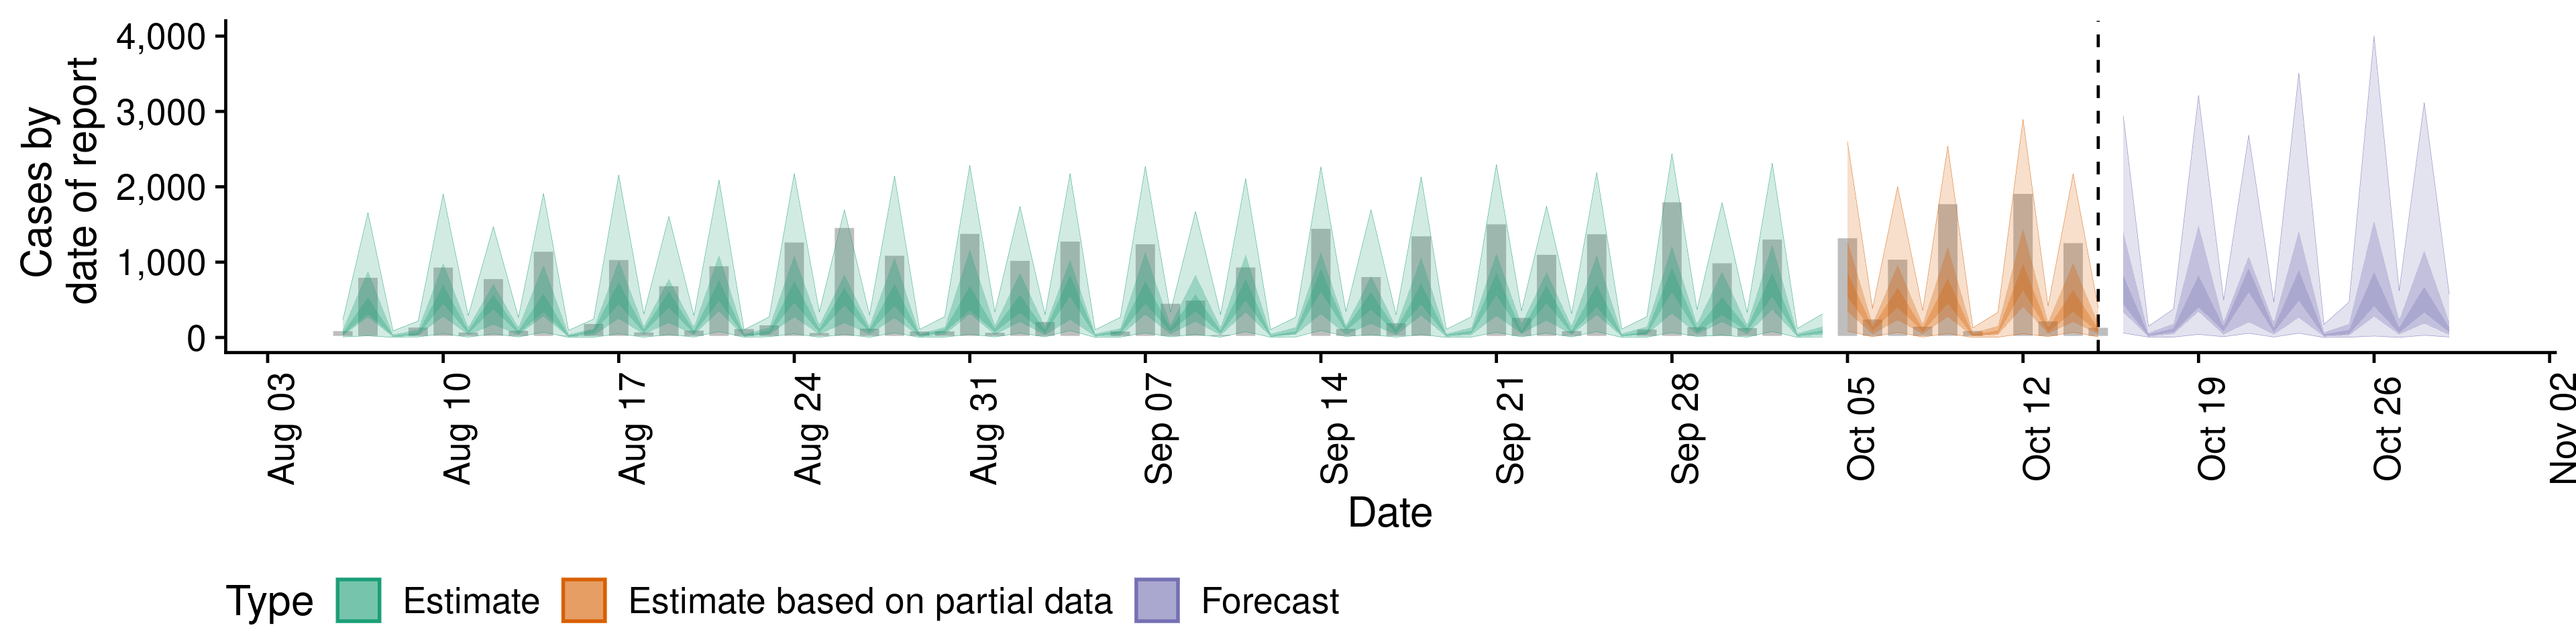 Cases by
date of report
4,000
3,000
2,000
1,000
0
Aug 03
Aug 10
Aug 17
Aug 24
Aug 31
Sep 07
Sep 14
Sep 21
Sep 28
Oct 05
Oct 12
Oct 19
Oct 26
Nov 02
Date
Type Estimate Estimate based on partial data Forecast